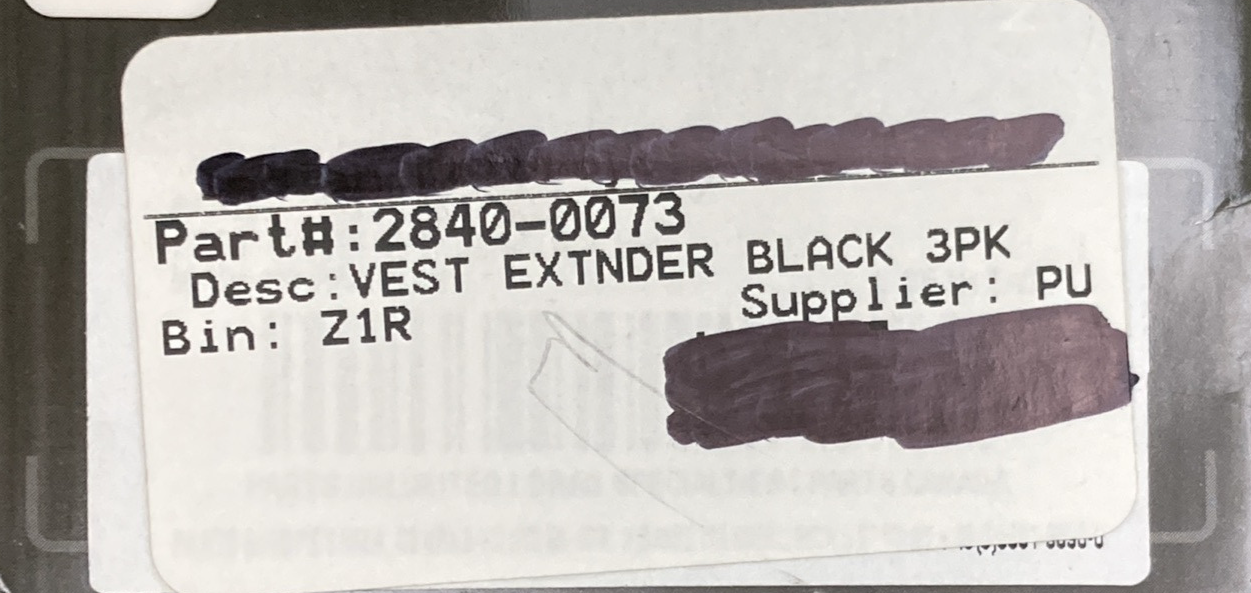 Part#:2840-0073
Desc:VEST EXTNDER BLACK 3PK
Bin: Z1R
Supplier: PU